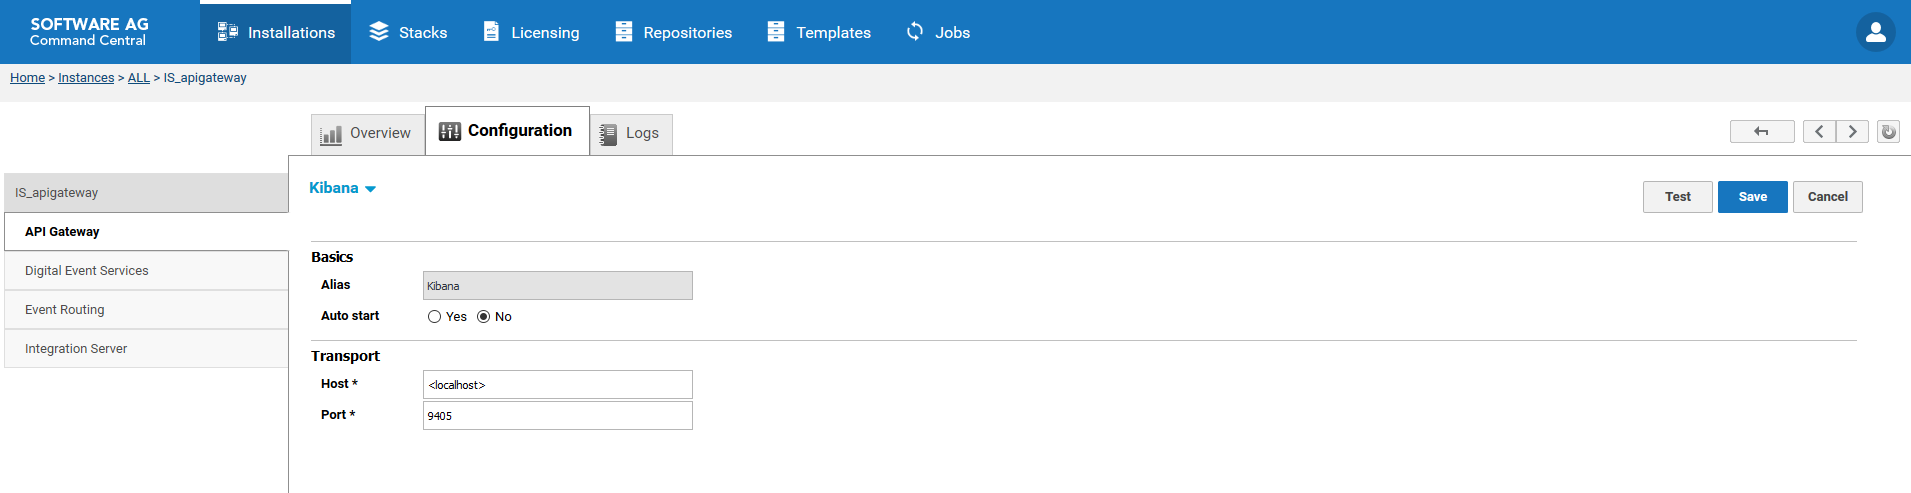 SOFTWARE AG
Command Central
Installations
Stacks
Licensing
Repositories
Templates
Jobs
Home > Instances > ALL > IS_apigateway
Overview
Configuration
Logs
IS_apigateway
API Gateway
Digital Event Services
Event Routing
Integration Server
Kibana
Test
Save
Cancel
Basics
Alias Kibana
Auto start Yes No
Transport
Host * <localhost>
Port * 9405